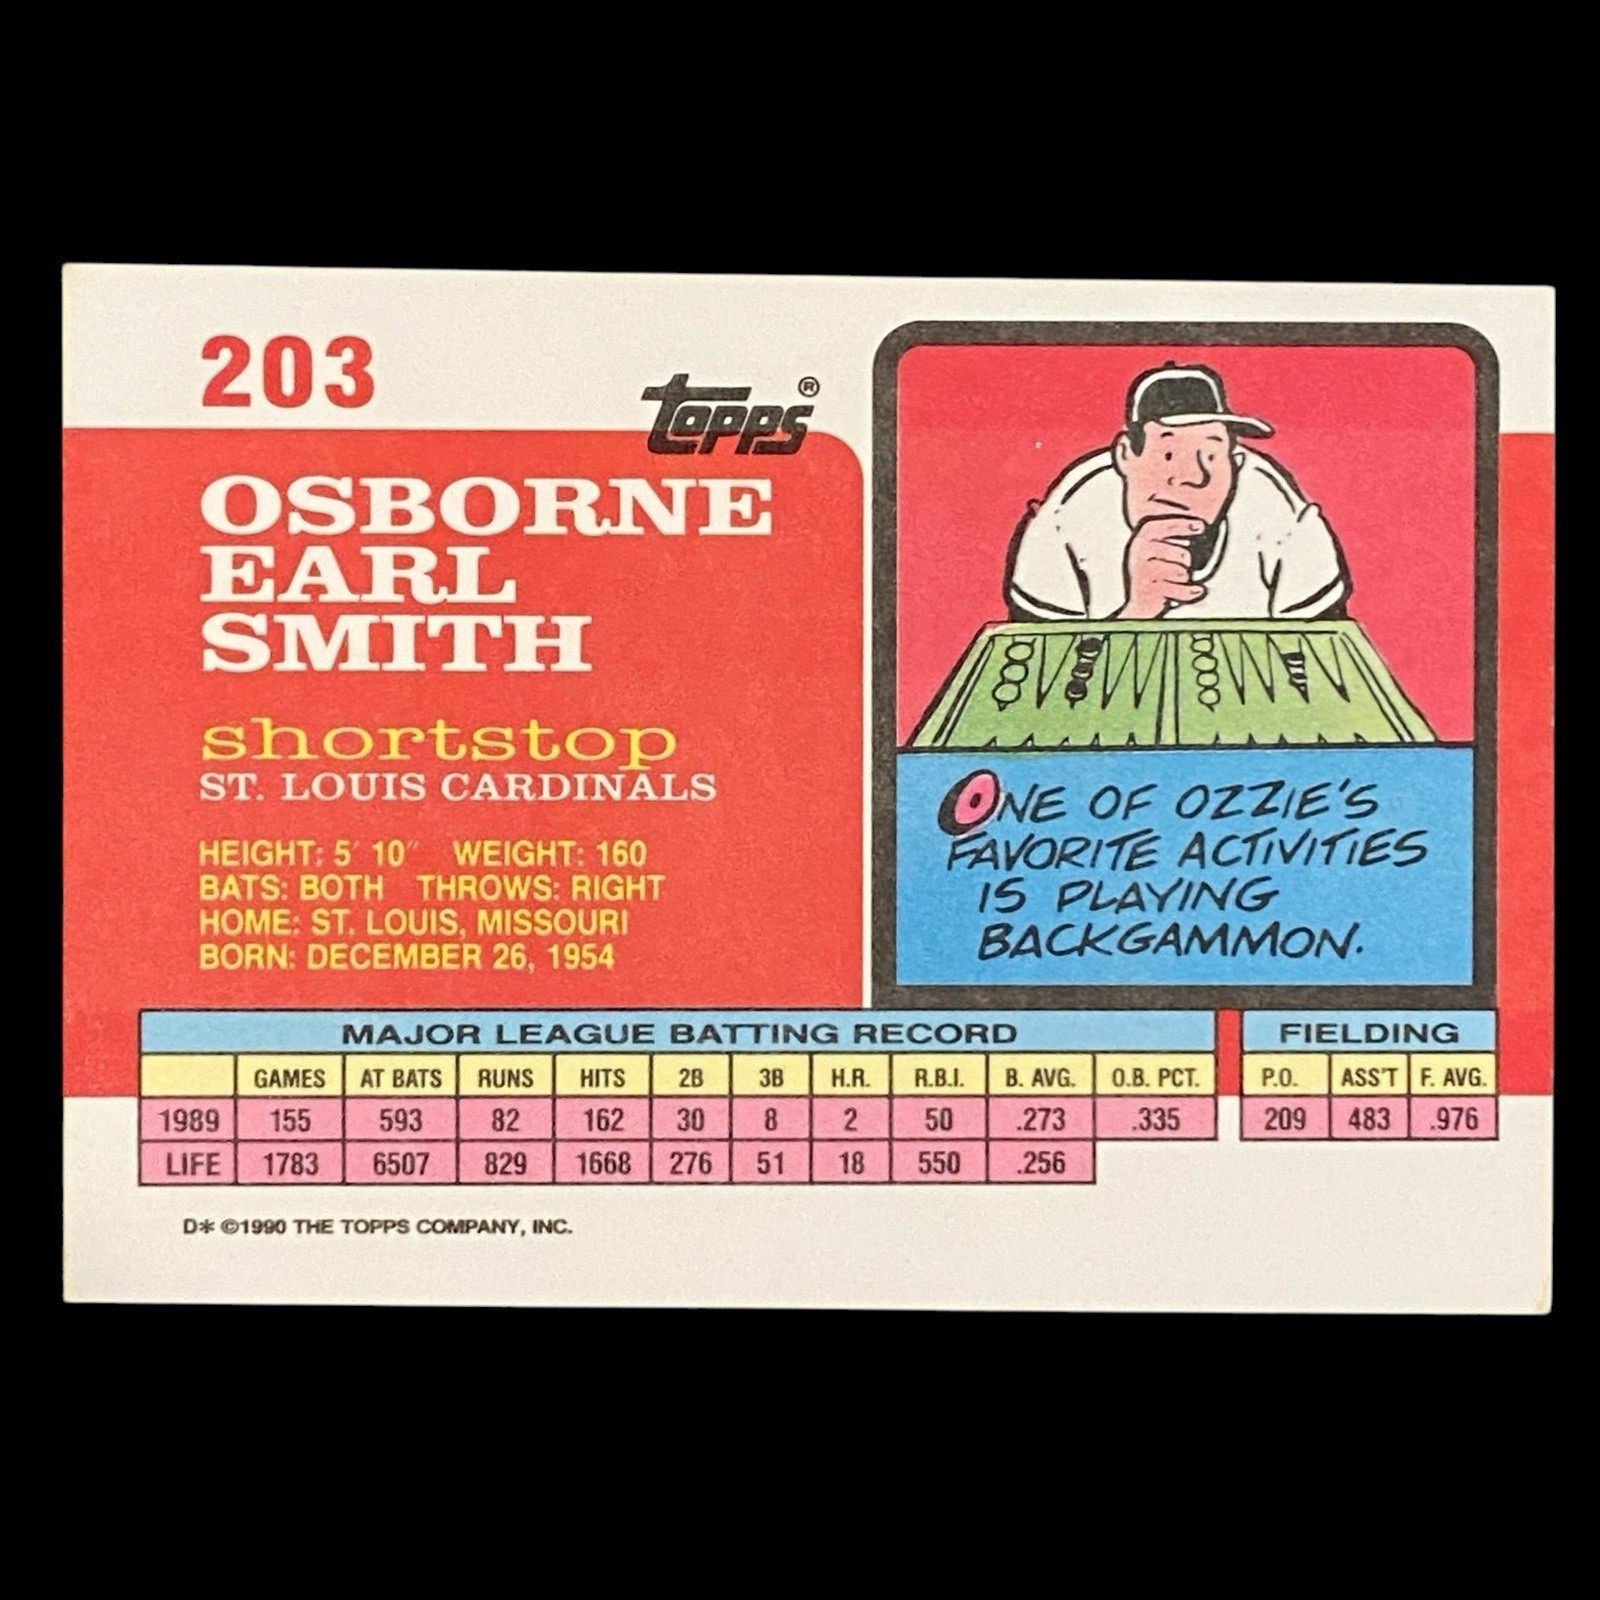 203
topps®
OSBORNE
EARL
SMITH
shortstop
ST. LOUIS CARDINALS
HEIGHT: 5' 10" WEIGHT: 160
BATS: BOTH THROWS: RIGHT
HOME: ST. LOUIS, MISSOURI
BORN: DECEMBER 26, 1954
ONE OF OZZIE'S
FAVORITE ACTIVITIES
IS PLAYING
BACKGAMMON.
MAJOR LEAGUE BATTING RECORD FIELDING
GAMES AT BATS RUNS HITS 2B 3B H.R. R.B.I. B. AVG. O.B. PCT. P.O. ASS'T F. AVG.
1989 155 593 82 162 30 8 2 50 .273 .335 209 483 .976
LIFE 1783 6507 829 1668 276 51 18 550 .256
D* ©1990 THE TOPPS COMPANY, INC.